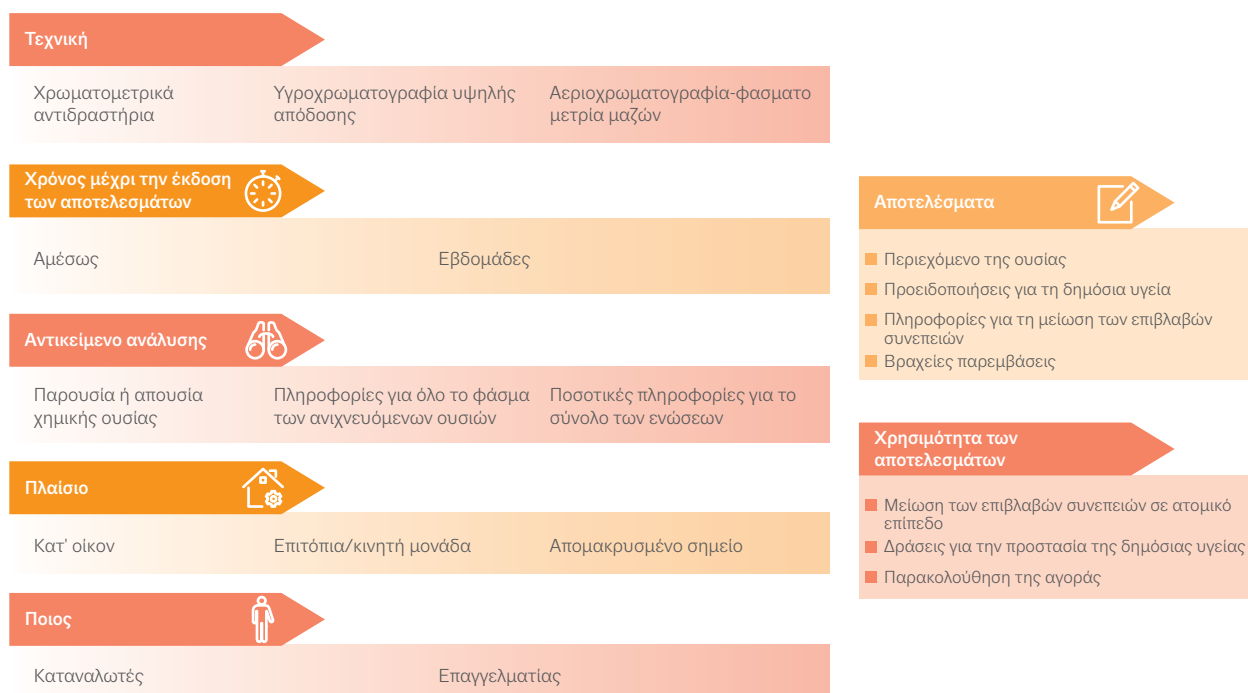 Τεχνική
Χρωματομετρικά
αντιδραστήρια
Υγροχρωματογραφία υψηλής
απόδοσης
Αεριοχρωματογραφία-φασματο
μετρία μαζών
Χρόνος μέχρι την έκδοση
των αποτελεσμάτων
Αμέσως
Εβδομάδες
Αντικείμενο ανάλυσης
Παρουσία ή απουσία
χημικής ουσίας
Πληροφορίες για όλο το φάσμα
των ανιχνευόμενων ουσιών
Ποσοτικές πληροφορίες για το
σύνολο των ενώσεων
Πλαίσιο
Κατ' οίκον
Επιτόπια/κινητή μονάδα
Απομακρυσμένο σημείο
Ποιος
Καταναλωτές
Επαγγελματίας
Αποτελέσματα
Περιεχόμενο της ουσίας
Προειδοποιήσεις για τη δημόσια υγεία
Πληροφορίες για τη μείωση των επιβλαβών
συνεπειών
Βραχείες παρεμβάσεις
Χρησιμότητα των
αποτελεσμάτων
Μείωση των επιβλαβών συνεπειών σε ατομικό
επίπεδο
Δράσεις για την προστασία της δημόσιας υγείας
Παρακολούθηση της αγοράς